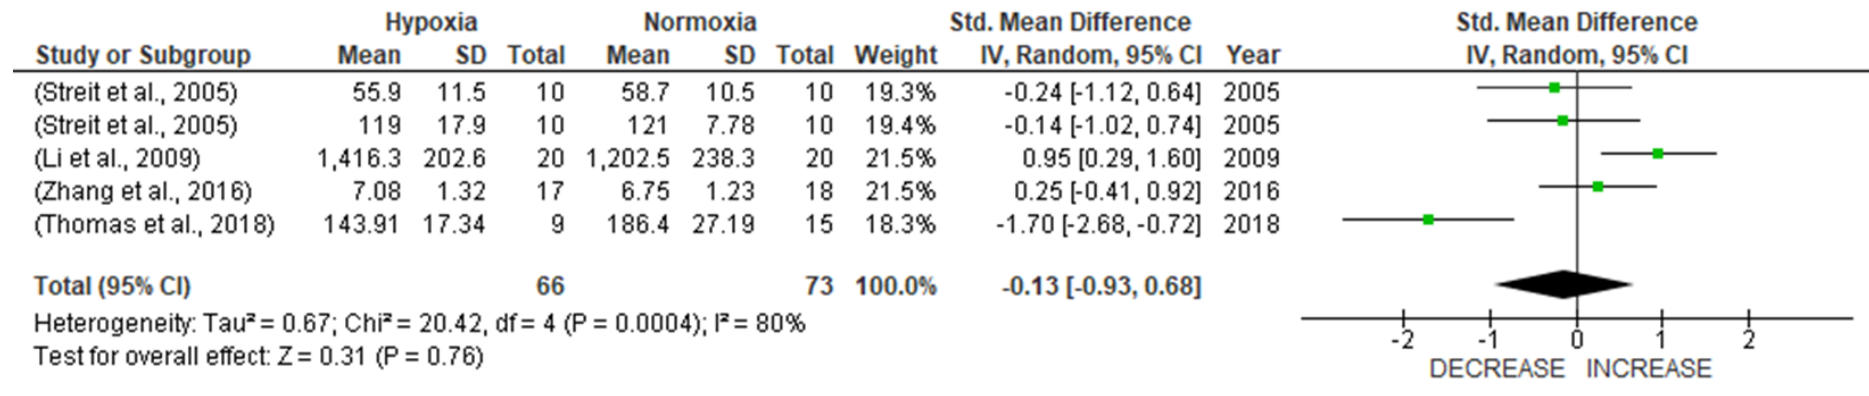 Hypoxia Normoxia Std. Mean Difference Std. Mean Difference
Study or Subgroup Mean SD Total Mean SD Total Weight IV, Random, 95% CI Year IV, Random, 95% CI
(Streit et al., 2005) 55.9 11.5 10 58.7 10.5 10 19.3% -0.24 [-1.12, 0.64] 2005
(Streit et al., 2005) 119 17.9 10 121 7.78 10 19.4% -0.14 [-1.02, 0.74] 2005
(Li et al., 2009) 1,416.3 202.6 20 1,202.5 238.3 20 21.5% 0.95 [0.29, 1.60] 2009
(Zhang et al., 2016) 7.08 1.32 17 6.75 1.23 18 21.5% 0.25 [-0.41, 0.92] 2016
(Thomas et al., 2018) 143.91 17.34 9 186.4 27.19 15 18.3% -1.70 [-2.68, -0.72] 2018
Total (95% CI) 66 73 100.0% -0.13 [-0.93, 0.68]
Heterogeneity: Tau² = 0.67; Chi² = 20.42, df = 4 (P = 0.0004); I² = 80%
Test for overall effect: Z = 0.31 (P = 0.76)
-2 -1 0 1 2
DECREASE INCREASE